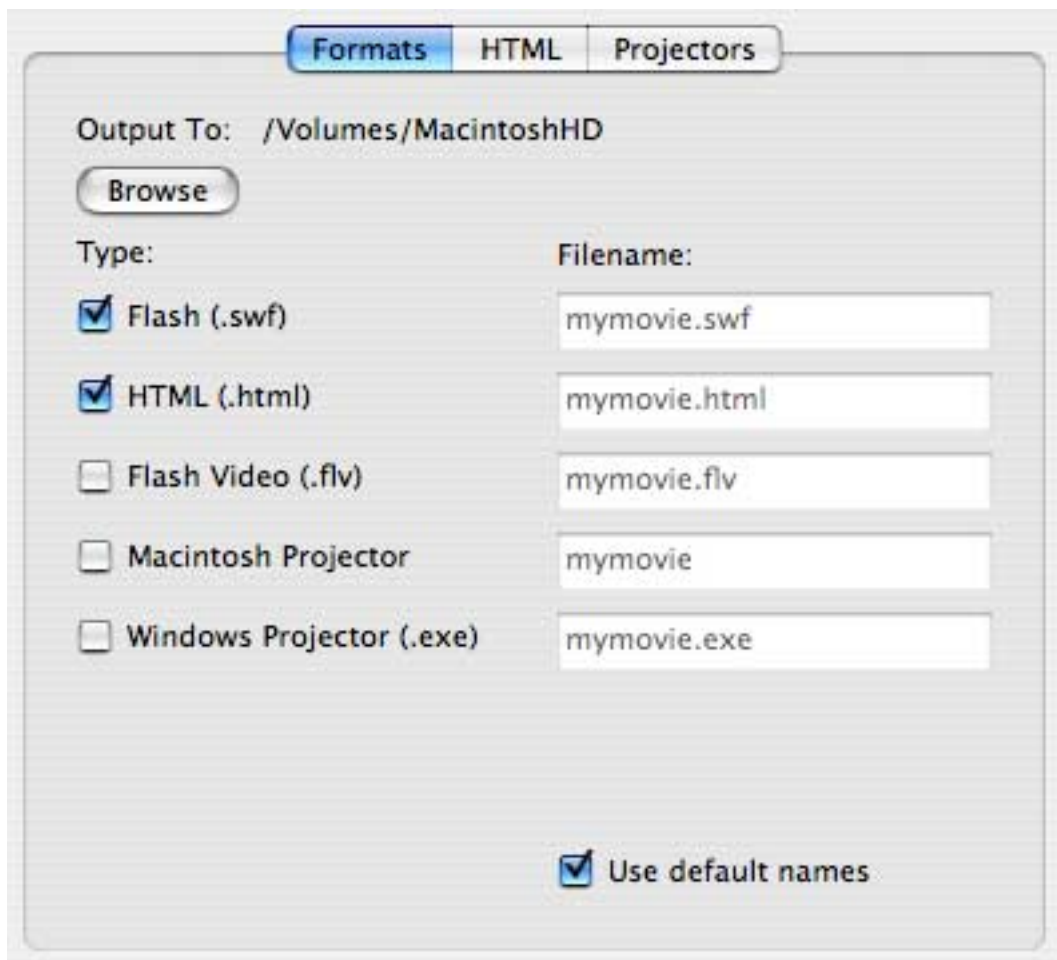 Formats HTML Projectors
Output To: /Volumes/MacintoshHD
Browse
Type: Filename:
Flash (.swf) mymovie.swf
HTML (.html) mymovie.html
Flash Video (.flv) mymovie.flv
Macintosh Projector mymovie
Windows Projector (.exe) mymovie.exe
Use default names